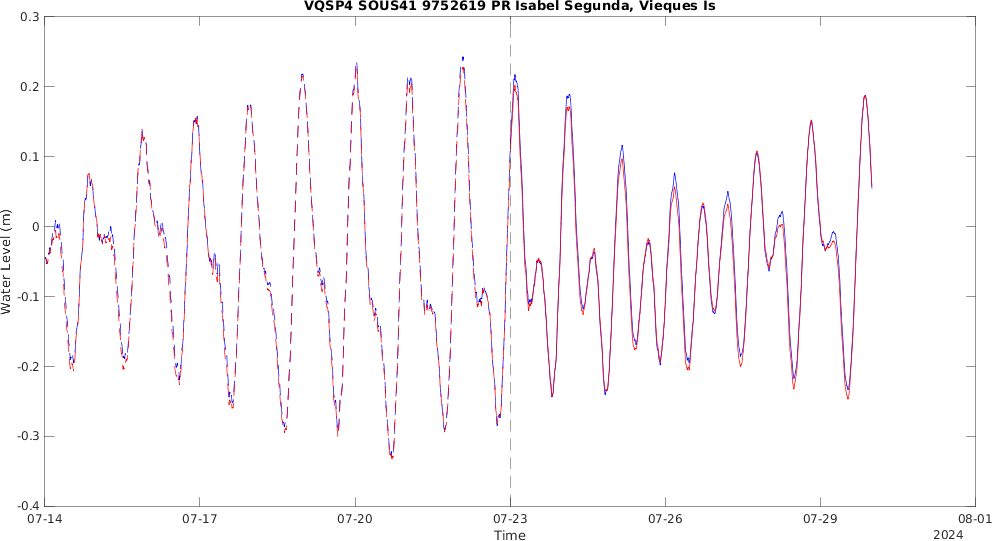 VQSP4 SOUS41 9752619 PR Isabel Segunda, Vieques Is
0.3
0.2
0.1
0
-0.1
-0.2
-0.3
-0.4
Water Level (m)
07-14 07-17 07-20 07-23 07-26 07-29 08-01
Time
2024